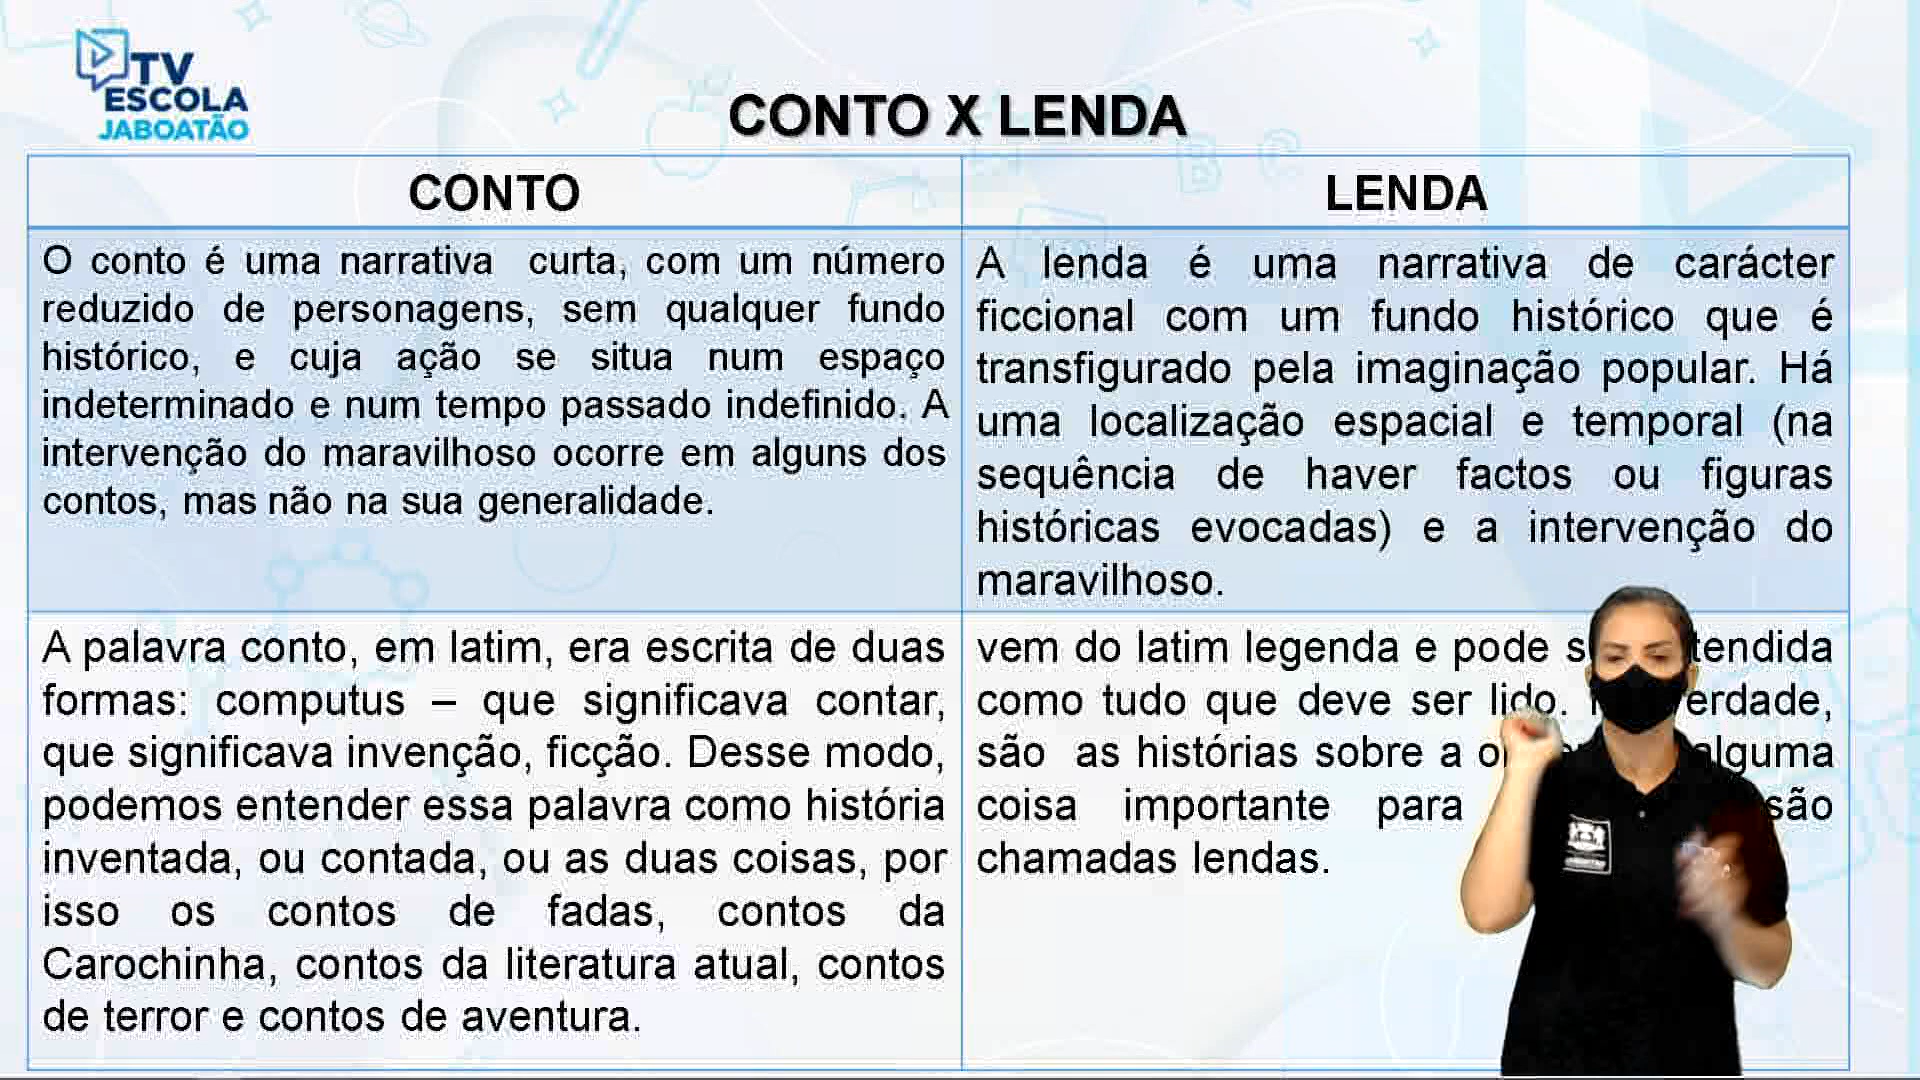 TV
ESCOLA
JABOATÃO
CONTO X LENDA
CONTO
O conto é uma narrativa curta, com um número
reduzido de personagens, sem qualquer fundo
histórico, e cuja ação se situa num espaço
indeterminado e num tempo passado indefinido. A
intervenção do maravilhoso ocorre em alguns dos
contos, mas não na sua generalidade.
A palavra conto, em latim, era escrita de duas
formas: computus – que significava contar,
que significava invenção, ficção. Desse modo,
podemos entender essa palavra como história
inventada, ou contada, ou as duas coisas, por
isso os contos de fadas, contos da
Carochinha, contos da literatura atual, contos
de terror e contos de aventura.
LENDA
A lenda é uma narrativa de carácter
ficcional com um fundo histórico que é
transfigurado pela imaginação popular. Há
uma localização espacial e temporal (na
sequência de haver factos ou figuras
históricas evocadas) e a intervenção do
maravilhoso.
vem do latim legenda e pode
como tudo que deve ser lido.
são as histórias sobre a alguma
coisa importante para são
chamadas lendas.